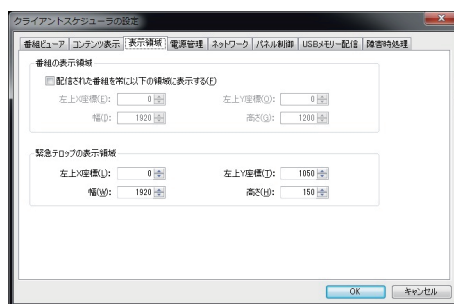 クライアントスケジューラの設定
番組ビューア コンテンツ表示 表示領域 電源管理 ネットワーク パネル制御 USBメモリー配信 障害時処理
番組の表示領域
配信された番組を常に以下の領域に表示する(F)
左上X座標(E): 0 左上Y座標(O): 0
幅(I): 1920 高さ(G): 1200
緊急テロップの表示領域
左上X座標(L): 0 左上Y座標(T): 1050
幅(W): 1920 高さ(H): 150
OK キャンセル